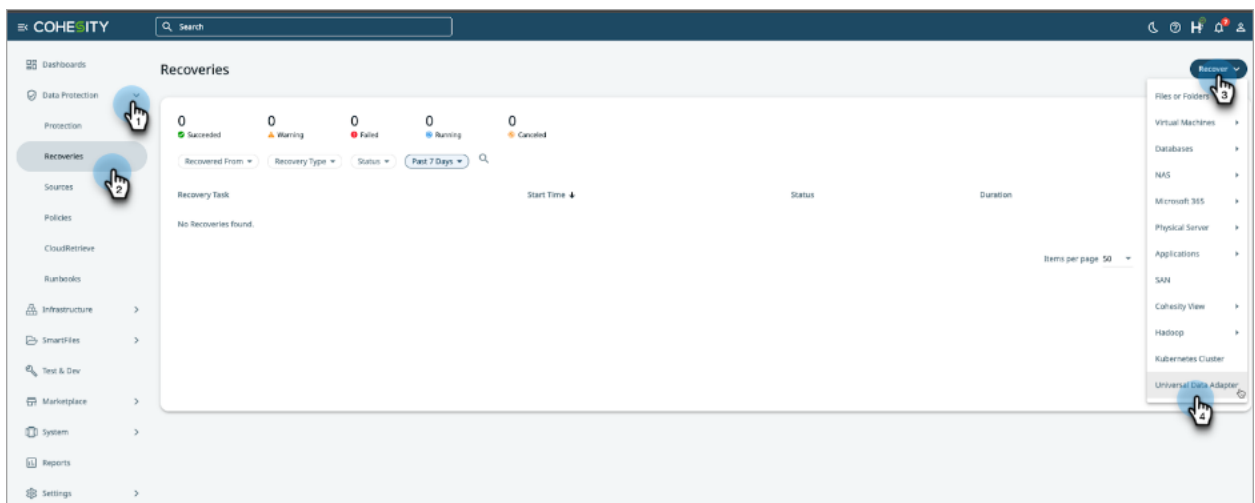 COHESITY
Search
H
Dashboards
Data Protection
1
Protection
Recoveries
2
Sources
Policies
CloudRetrieve
Runbooks
Infrastructure
SmartFiles
Test & Dev
Marketplace
System
Reports
Settings
Recoveries
Recover
3
0 0 0 0 0
Succeeded Warning Failed Running Canceled
Recovered From Recovery Type Status Past 7 Days
Recovery Task Start Time Status Duration
No Recoveries found.
Items per page 50
Files or Folders
Virtual Machines
Databases
NAS
Microsoft 365
Physical Server
Applications
SAN
Cohesity View
Hadoop
Kubernetes Cluster
Universal Data Adapter
4